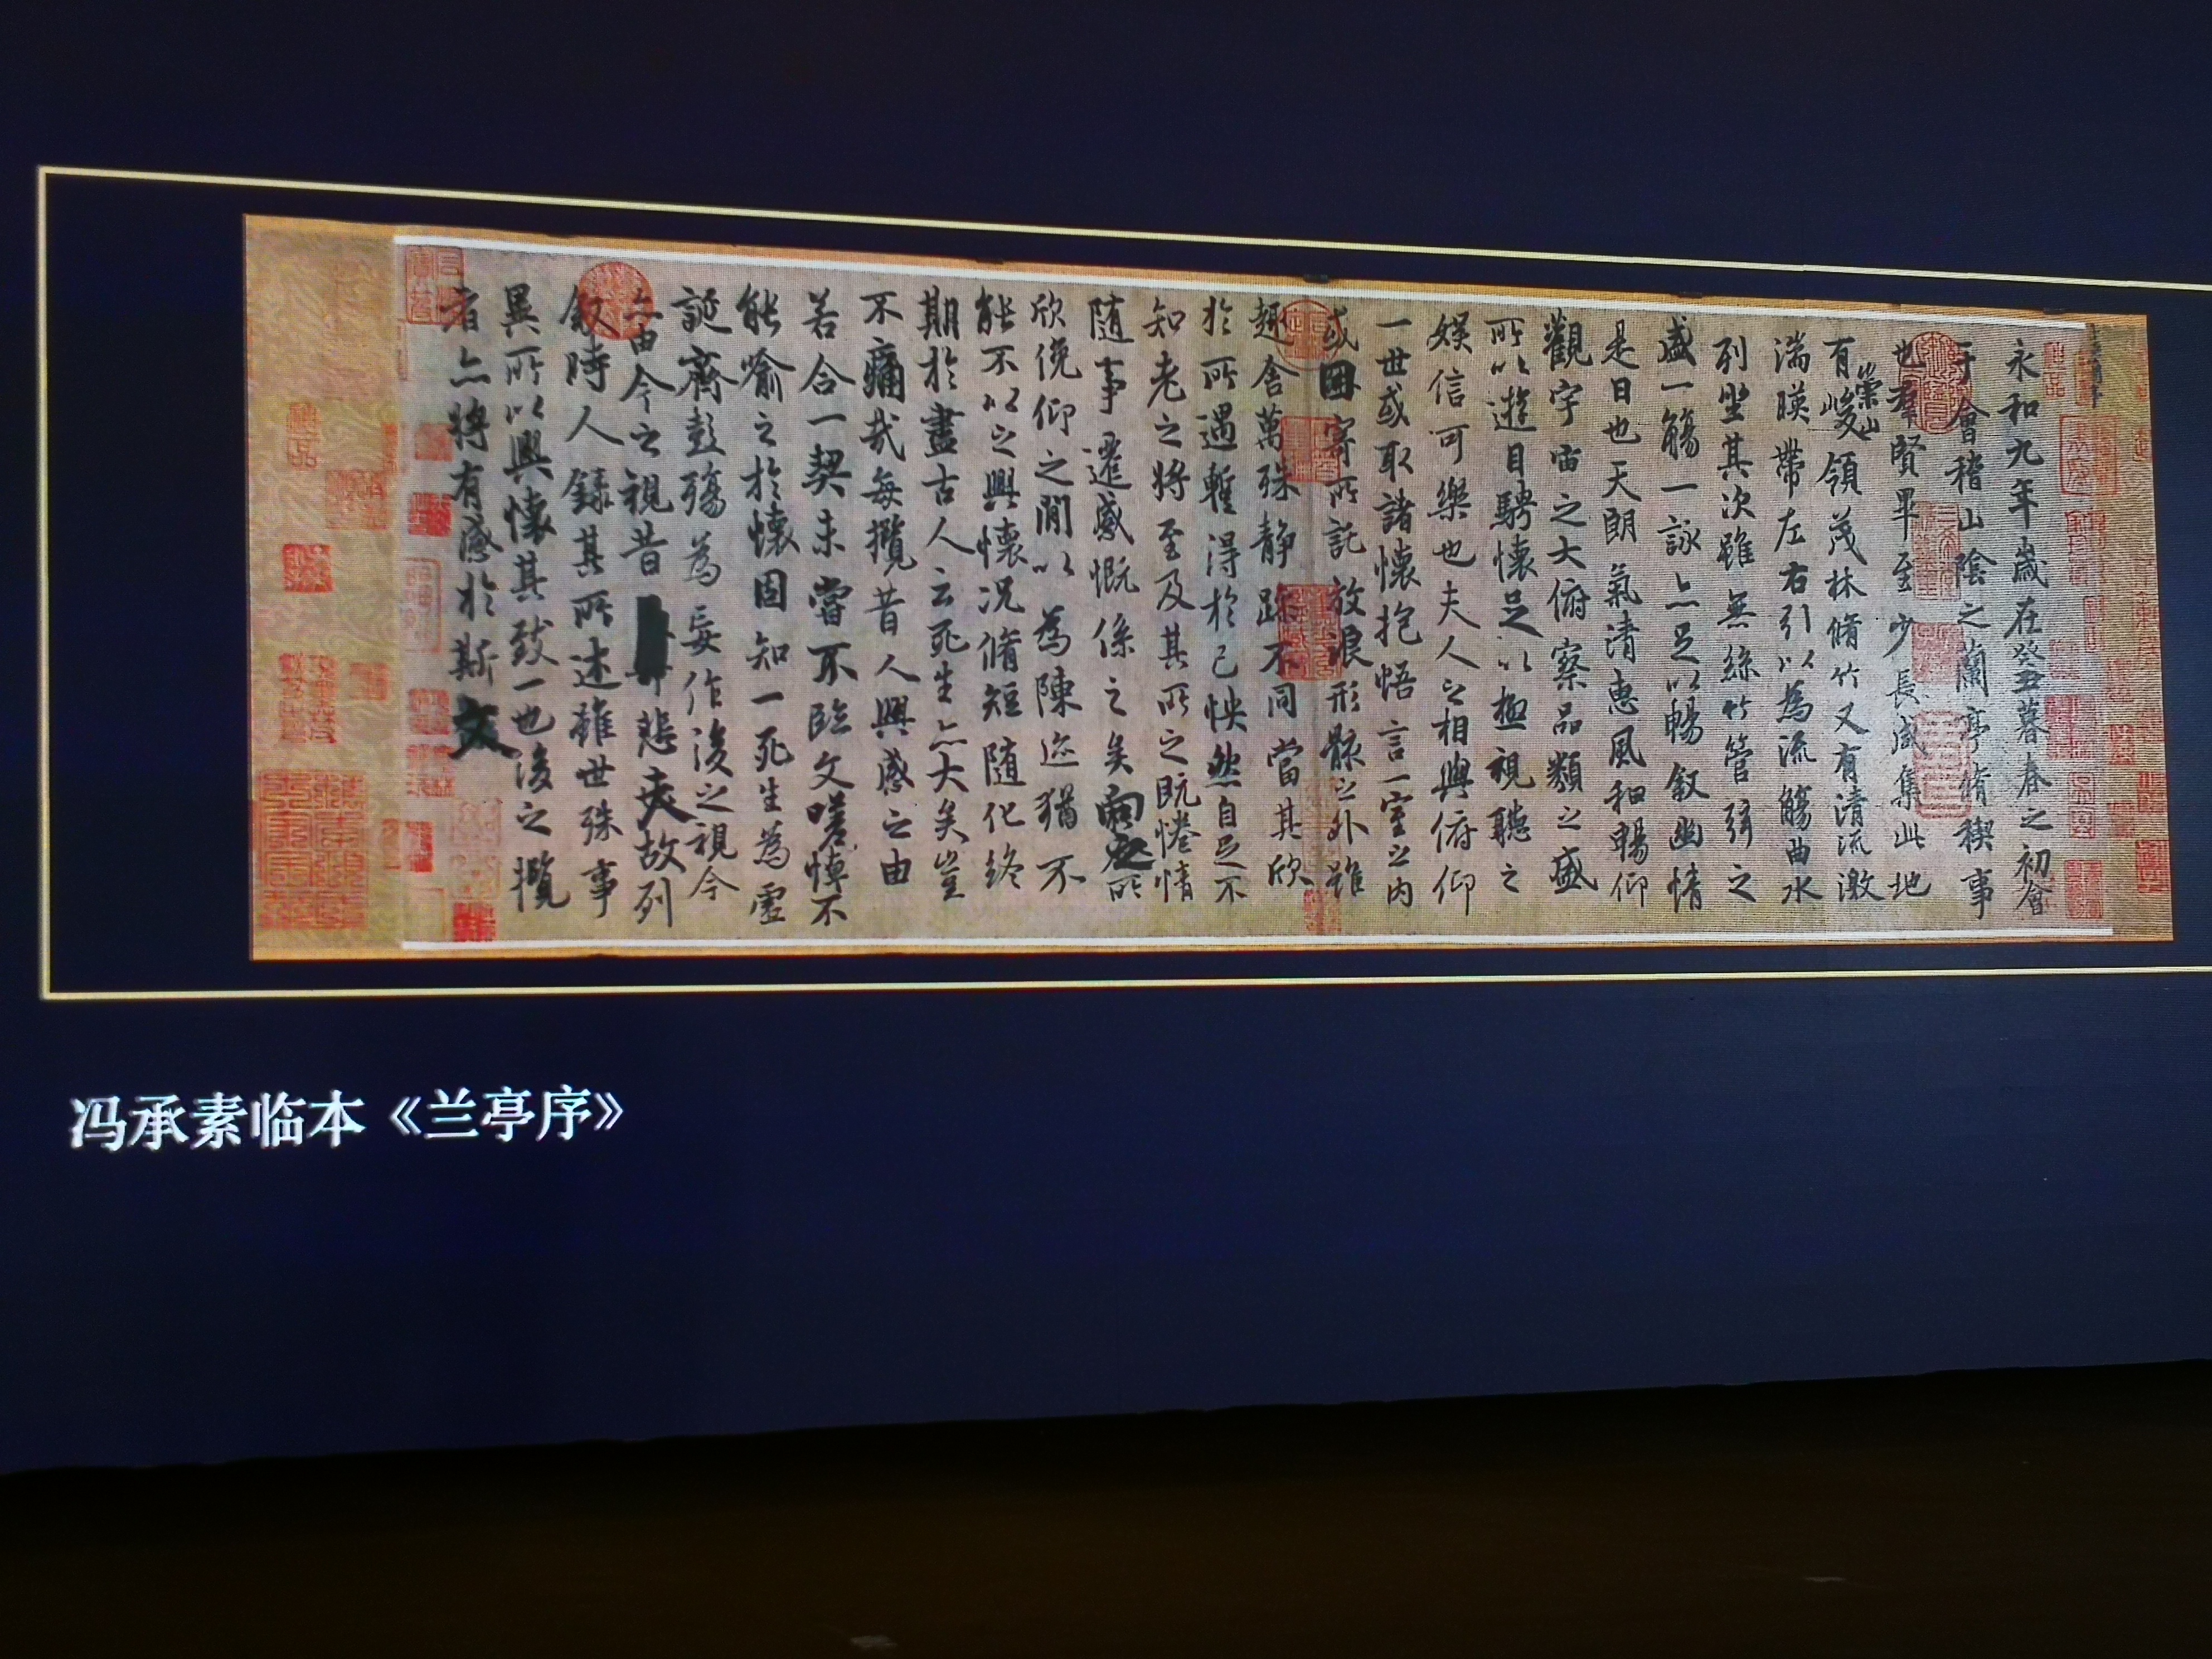 永和九年歲在癸丑暮春之初會
于會稽山陰之蘭亭脩禊事
也羣賢畢至少長咸集此地
有崇山峻領茂林脩竹又有清流激
湍暎帶左右引以為流觴曲水
列坐其次雖無絲竹管弦之
盛一觴一詠亦足以暢叙幽情
是日也天朗氣清惠風和暢仰
觀宇宙之大俯察品類之盛
所以遊目騁懷足以極視聽之
娛信可樂也夫人之相與俯仰
一世或取諸懷抱悟言一室之內
或因寄所託放浪形骸之外雖
趣舍萬殊静躁不同當其欣
於所遇蹔得於己怏然自足不
知老之將至及其所之既惓情
隨事遷感慨係之矣向之所
欣俛仰之閒以為陳迹猶不
能不以之興懷況脩短隨化終
期於盡古人云死生亦大矣豈
不痛哉每攬昔人興感之由
若合一契未嘗不臨文嗟悼不
能喻之於懷固知一死生為虛
誕齊彭殤為妄作後之視今
亦由今之視昔悲夫故列
敘時人錄其所述雖世殊事
異所以興懷其致一也後之攬
者亦將有感於斯文
冯承素临本《兰亭序》